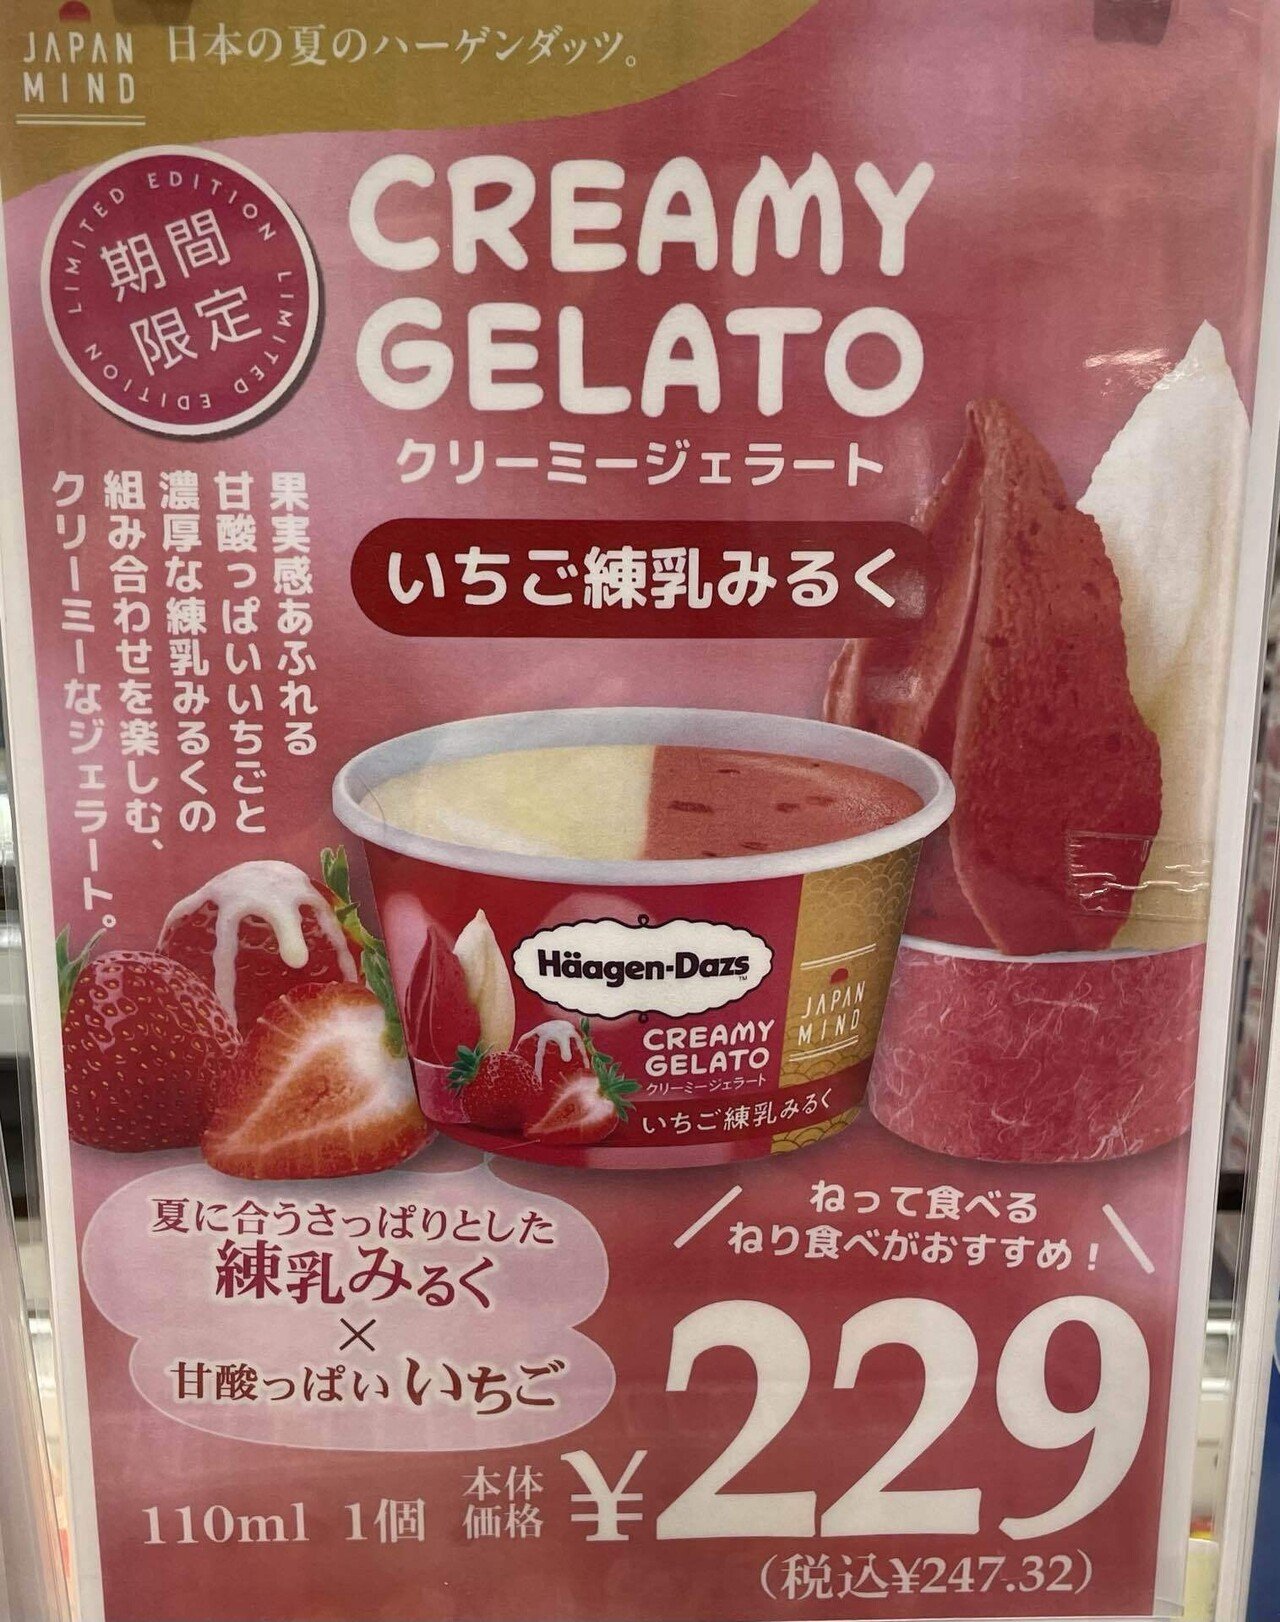 JAPAN
MIND
日本の夏のハーゲンダッツ。
LIMITED EDITION LIMITED EDITION
期間
限定
CREAMY
GELATO
クリーミージェラート
いちご練乳みるく
果実感あふれる
甘酸っぱいいちごと
濃厚な練乳みるくの
組み合わせを楽しむ、
クリーミーなジェラート。
Häagen-Dazs
TM
CREAMY
GELATO
クリーミージェラート
いちご練乳みるく
JAPAN
MIND
夏に合うさっぱりとした
練乳みるく
×
甘酸っぱいいちご
ねって食べる
ねり食べがおすすめ!
110ml 1個
本体
価格
¥229
(税込¥247.32)